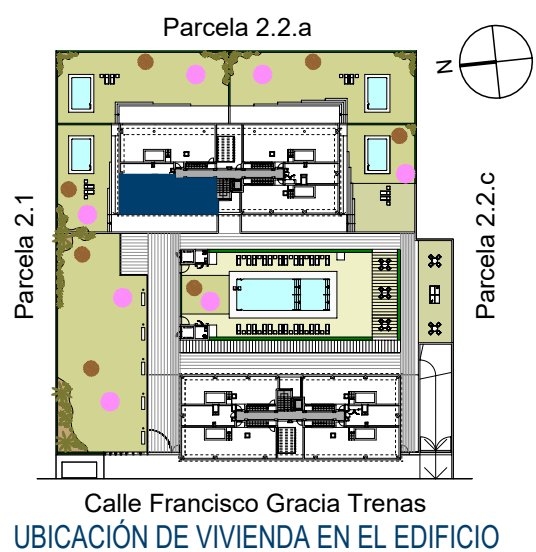 Parcela 2.2.a
N
Parcela 2.1
Parcela 2.2.c
Calle Francisco Gracia Trenas
UBICACIÓN DE VIVIENDA EN EL EDIFICIO